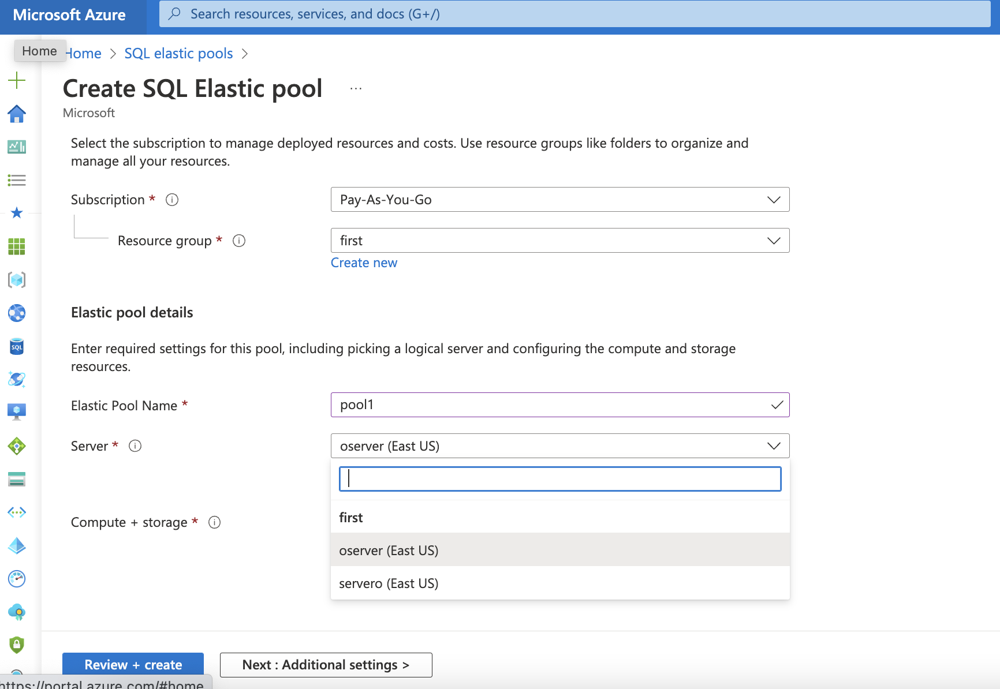 Microsoft Azure
Search resources, services, and docs (G+/)
Home
Home > SQL elastic pools >
Create SQL Elastic pool ...
Microsoft
Select the subscription to manage deployed resources and costs. Use resource groups like folders to organize and
manage all your resources.
Subscription *
Pay-As-You-Go
Resource group *
first
Create new
Elastic pool details
Enter required settings for this pool, including picking a logical server and configuring the compute and storage
resources.
Elastic Pool Name *
pool1
Server *
oserver (East US)
first
oserver (East US)
servero (East US)
Compute + storage *
SQL
Review + create
Next : Additional settings >
https://portal.azure.com/#home